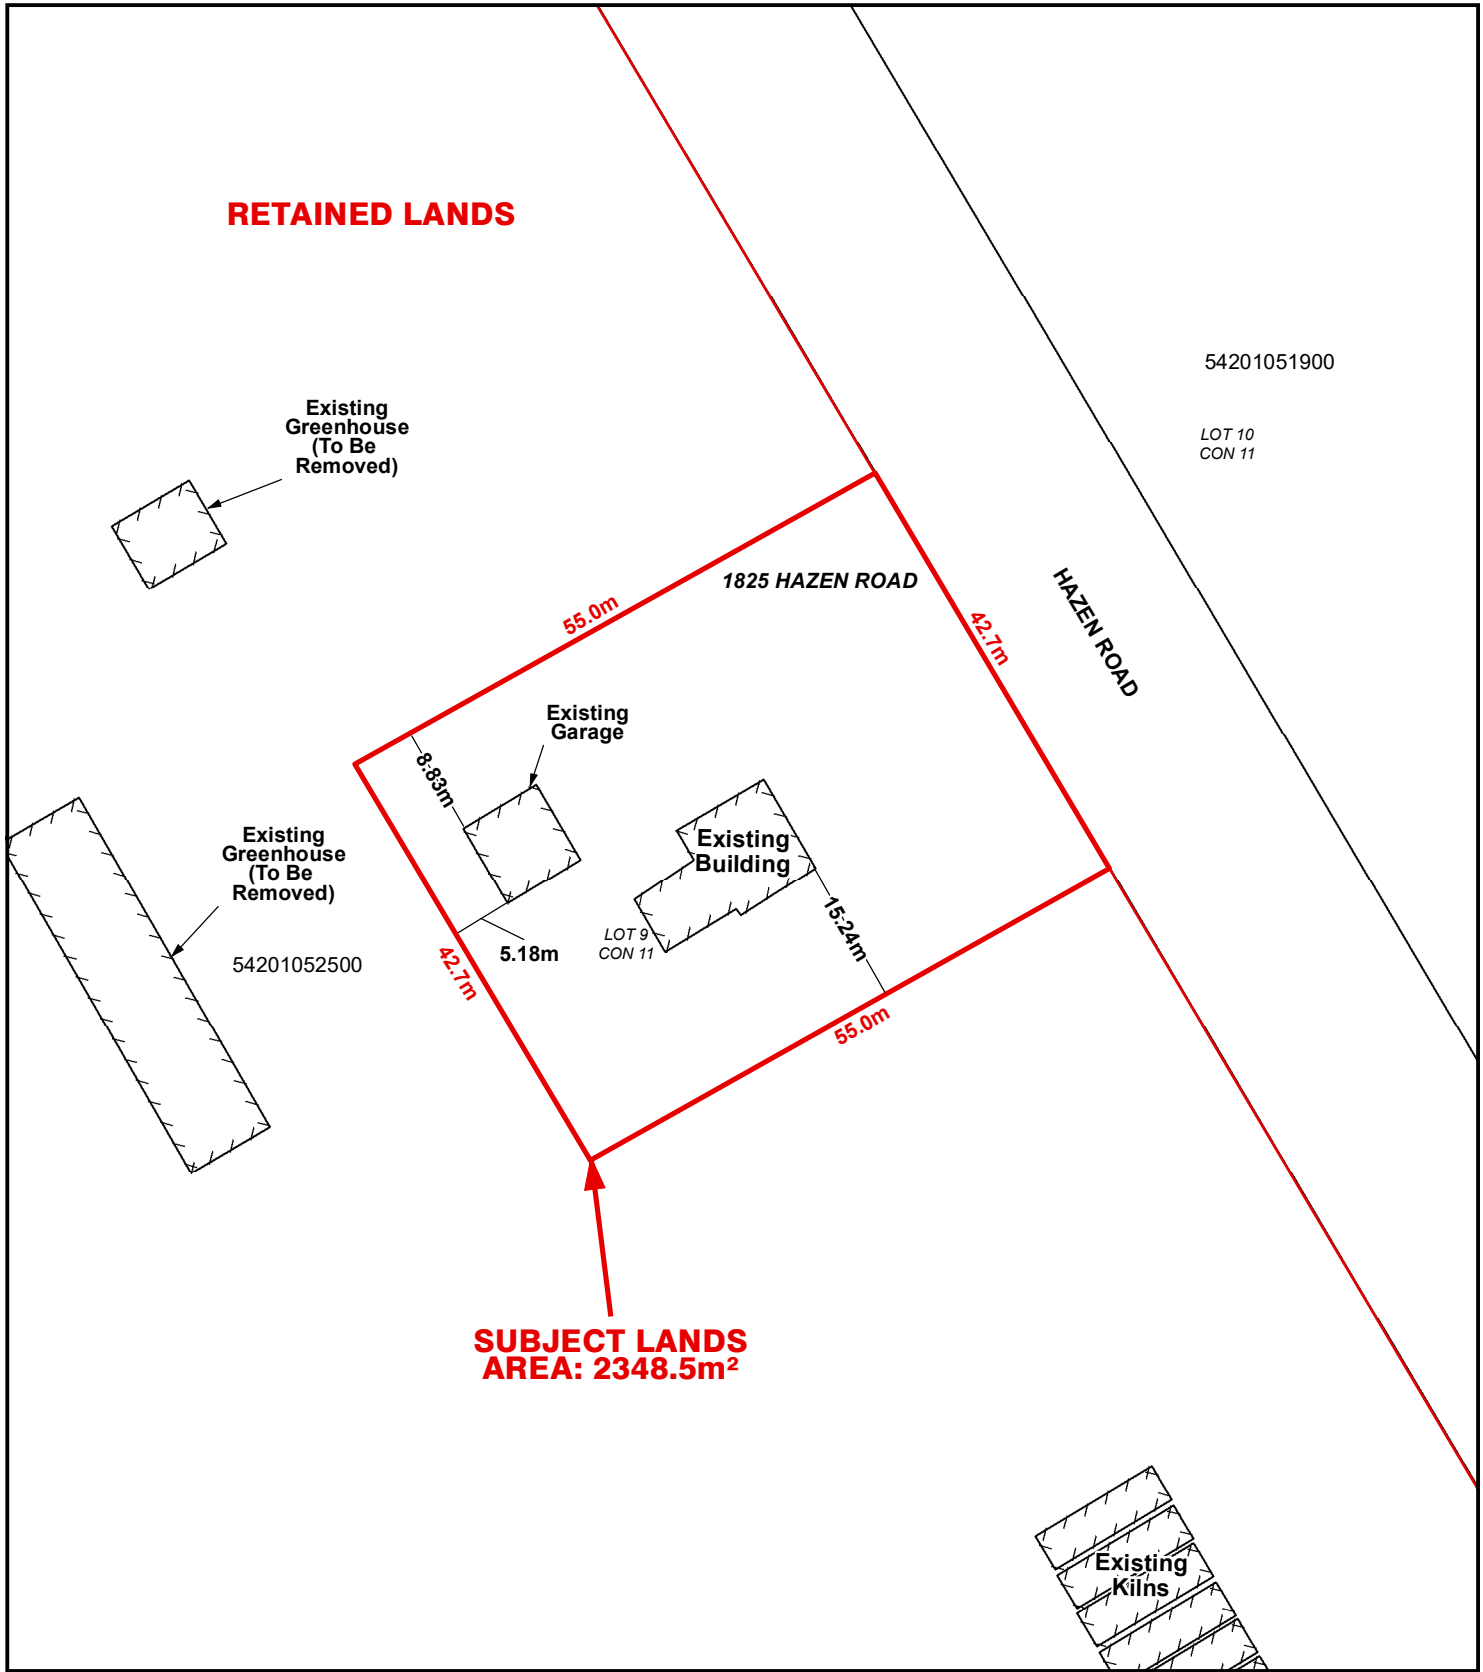 RETAINED LANDS
54201051900
LOT 10
CON 11
Existing
Greenhouse
(To Be
Removed)
1825 HAZEN ROAD
55.0m
42.7m
HAZEN ROAD
Existing
Garage
8.83m
Existing
Building
Existing
Greenhouse
(To Be
Removed)
15.24m
5.18m
LOT 9
CON 11
54201052500
42.7m
55.0m
SUBJECT LANDS
AREA: 2348.5m²
Existing
Kilns